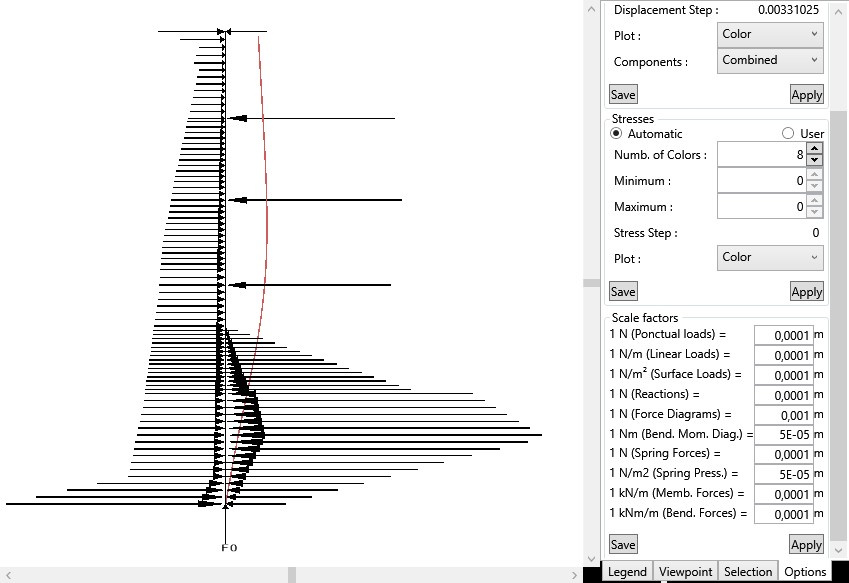 Displacement Step : 0.00331025
Plot : Color
Components : Combined
Save Apply
Stresses
Automatic User
Numb. of Colors : 8
Minimum : 0
Maximum : 0
Stress Step : 0
Plot : Color
Save Apply
Scale factors
1 N (Ponctual loads) = 0,0001 m
1 N/m (Linear Loads) = 0,0001 m
1 N/m² (Surface Loads) = 0,0001 m
1 N (Reactions) = 0,0001 m
1 N (Force Diagrams) = 0,001 m
1 Nm (Bend. Mom. Diag.) = 5E-05 m
1 N (Spring Forces) = 0,0001 m
1 N/m2 (Spring Press.) = 5E-05 m
1 kN/m (Memb. Forces) = 0,0001 m
1 kNm/m (Bend. Forces) = 0,0001 m
Save Apply
F0
Legend Viewpoint Selection Options